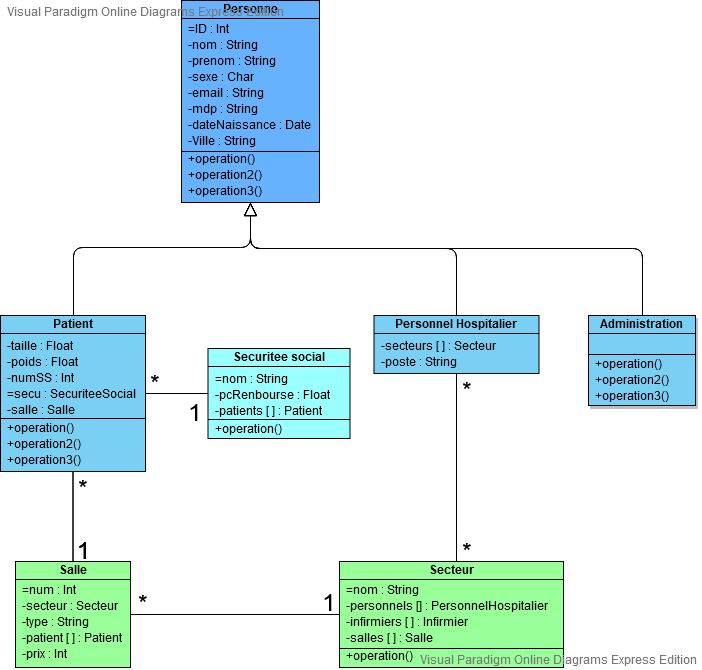 Visual Paradigm Online Diagrams Express Edition
Personne
=ID : Int
-nom : String
-prenom : String
-sexe : Char
-email : String
-mdp : String
-dateNaissance : Date
-Ville : String
+operation()
+operation2()
+operation3()
Patient
-taille : Float
-poids : Float
-numSS : Int
=secu : SecuriteeSocial
-salle : Salle
+operation()
+operation2()
+operation3()
*
1
Securitee social
=nom : String
-pcRenbourse : Float
-patients [ ] : Patient
+operation()
Personnel Hospitalier
-secteurs [ ] : Secteur
-poste : String
Administration
+operation()
+operation2()
+operation3()
*
*
*
1
Salle
=num : Int
-secteur : Secteur
-type : String
-patient [ ] : Patient
-prix : Int
*
1
Secteur
=nom : String
-personnels [] : PersonnelHospitalier
-infirmiers [ ] : Infirmier
-salles [ ] : Salle
+operation()
Visual Paradigm Online Diagrams Express Edition